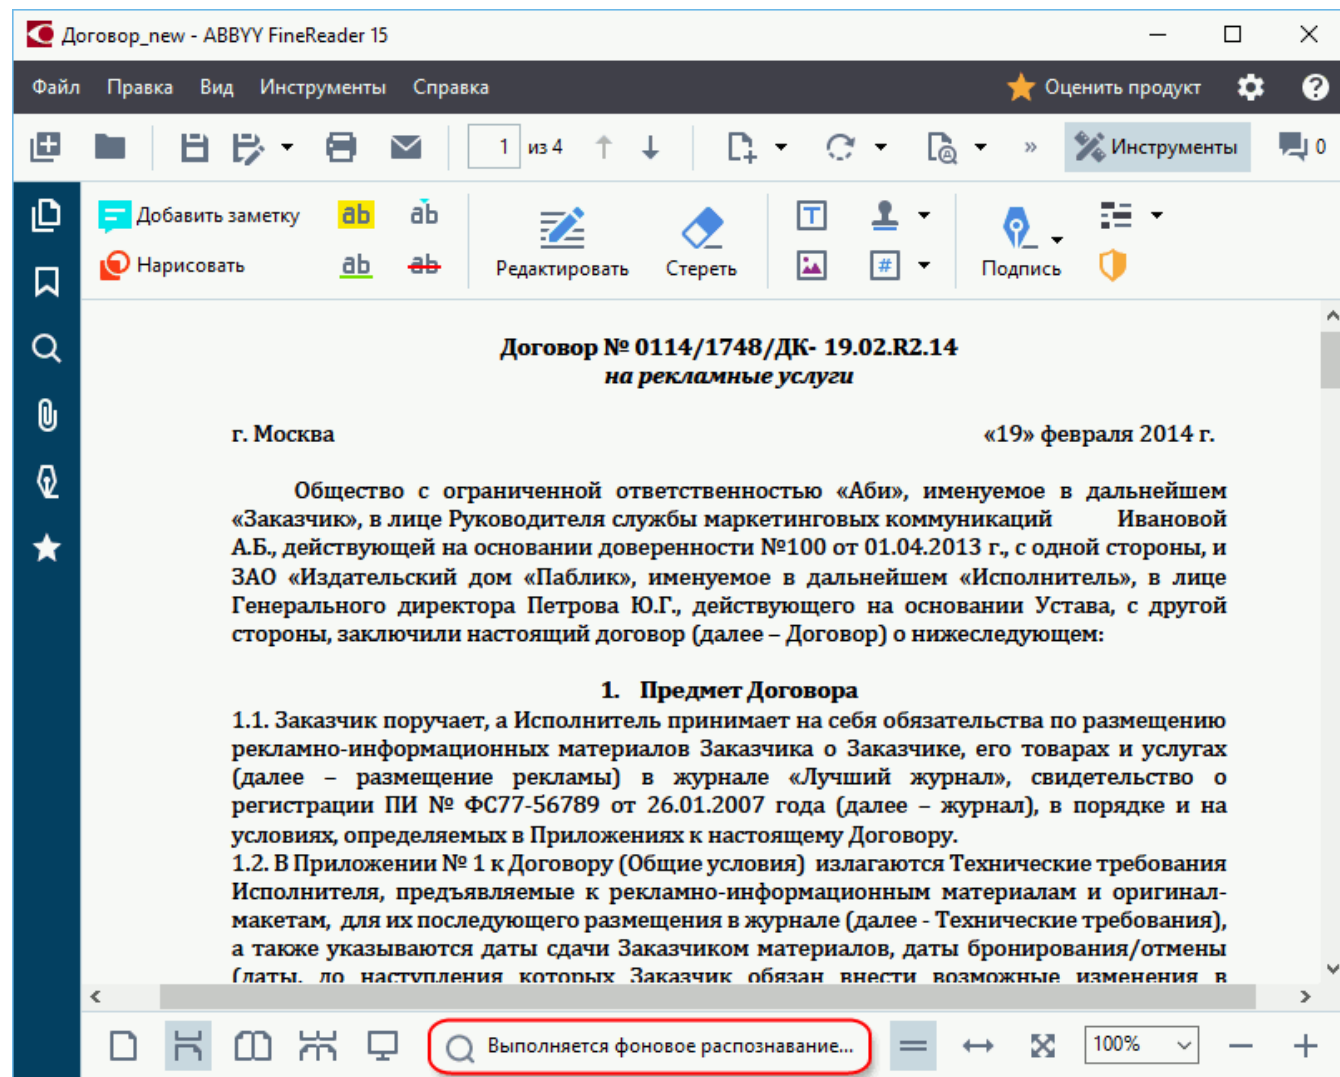 Договор_new - ABBYY FineReader 15
Файл Правка Вид Инструменты Справка Оценить продукт
1 из 4 Инструменты 0
Добавить заметку ab ab
Нарисовать ab ab Редактировать Стереть T # Подпись
Договор № 0114/1748/ДК- 19.02.R2.14
на рекламные услуги
г. Москва «19» февраля 2014 г.
Общество с ограниченной ответственностью «Аби», именуемое в дальнейшем
«Заказчик», в лице Руководителя службы маркетинговых коммуникаций Ивановой
А.Б., действующей на основании доверенности №100 от 01.04.2013 г., с одной стороны, и
ЗАО «Издательский дом «Паблик», именуемое в дальнейшем «Исполнитель», в лице
Генерального директора Петрова Ю.Г., действующего на основании Устава, с другой
стороны, заключили настоящий договор (далее – Договор) о нижеследующем:
1. Предмет Договора
1.1. Заказчик поручает, а Исполнитель принимает на себя обязательства по размещению
рекламно-информационных материалов Заказчика о Заказчике, его товарах и услугах
(далее – размещение рекламы) в журнале «Лучший журнал», свидетельство о
регистрации ПИ № ФС77-56789 от 26.01.2007 года (далее – журнал), в порядке и на
условиях, определяемых в Приложениях к настоящему Договору.
1.2. В Приложении № 1 к Договору (Общие условия) излагаются Технические требования
Исполнителя, предъявляемые к рекламно-информационным материалам и оригинал-
макетам, для их последующего размещения в журнале (далее - Технические требования),
а также указываются даты сдачи Заказчиком материалов, даты бронирования/отмены
(даты, до наступления которых Заказчик обязан внести возможные изменения в
Выполняется фоновое распознавание... 100%